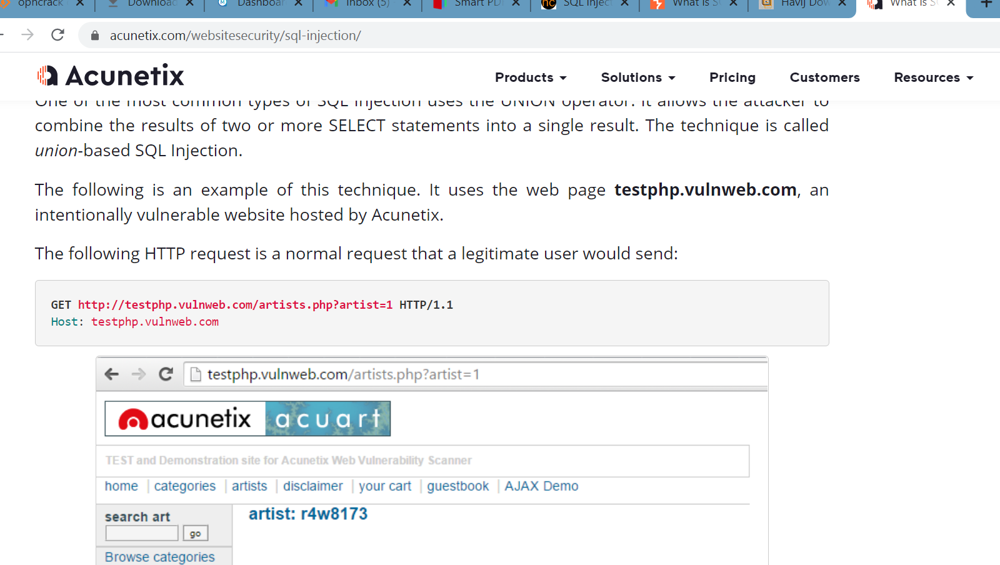 ophcrack
Download
Dashboar
Inbox (5)
Smart PD
SQL Inject
What is S
Havij Dow
What is S
acunetix.com/websitesecurity/sql-injection/
Acunetix
Products
Solutions
Pricing
Customers
Resources
One of the most common types of SQL Injection uses the UNION operator. It allows the attacker to
combine the results of two or more SELECT statements into a single result. The technique is called
union-based SQL Injection.
The following is an example of this technique. It uses the web page testphp.vulnweb.com, an
intentionally vulnerable website hosted by Acunetix.
The following HTTP request is a normal request that a legitimate user would send:
GET http://testphp.vulnweb.com/artists.php?artist=1 HTTP/1.1
Host: testphp.vulnweb.com
testphp.vulnweb.com/artists.php?artist=1
acunetix acuart
TEST and Demonstration site for Acunetix Web Vulnerability Scanner
home | categories | artists | disclaimer | your cart | guestbook | AJAX Demo
search art
go
artist: r4w8173
Browse categories